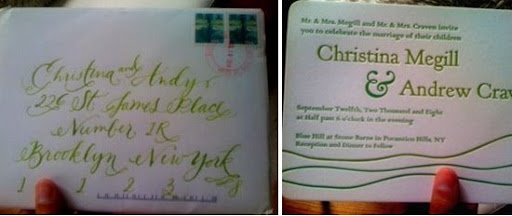 Christina and Andy
226 St. James Place
Number 1R
Brooklyn New York
1 1 2 3 8
Mr. & Mrs. Megill and Mr. & Mrs. Craven invite
you to celebrate the marriage of their children
Christina Megill
& Andrew Crav
September Twelfth, Two Thousand and Eight
at Half past 6 o'clock in the evening
Blue Hill at Stone Barns in Pocantico Hills, NY
Reception and Dinner to follow